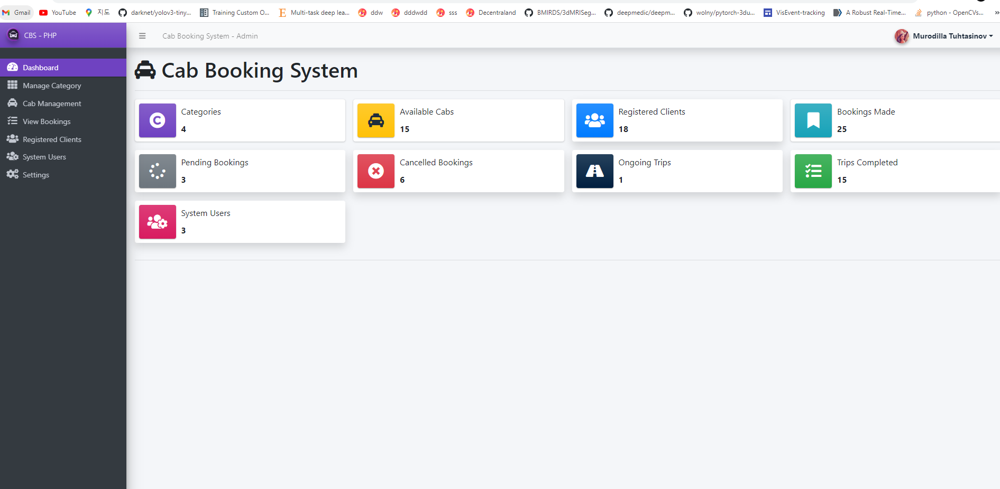 Gmail YouTube 지도 darknet/yolov3-tiny... Training Custom O... Multi-task deep lea... ddw dddwdd sss Decentraland BMIRDS/3dMRISeg... deepmedic/deepm... wolny/pytorch-3du... VisEvent-tracking A Robust Real-Time... python - OpenCVs... »
CBS - PHP
Cab Booking System - Admin
Murodilla Tuhtasinov
Dashboard
Manage Category
Cab Management
View Bookings
Registered Clients
System Users
Settings
Cab Booking System
Categories
4
Available Cabs
15
Registered Clients
18
Bookings Made
25
Pending Bookings
3
Cancelled Bookings
6
Ongoing Trips
1
Trips Completed
15
System Users
3